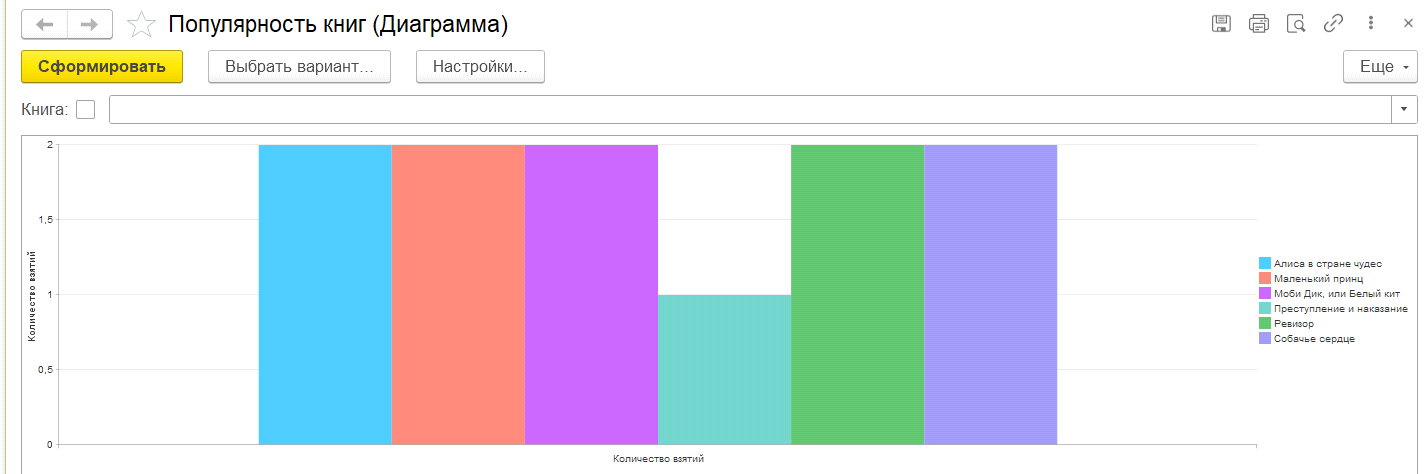 Популярность книг (Диаграмма)
Сформировать
Выбрать вариант...
Настройки...
Еще
Книга:
2
1,5
1
0,5
0
Количество взятий
Количество взятий
Алиса в стране чудес
Маленький принц
Моби Дик, или Белый кит
Преступление и наказание
Ревизор
Собачье сердце